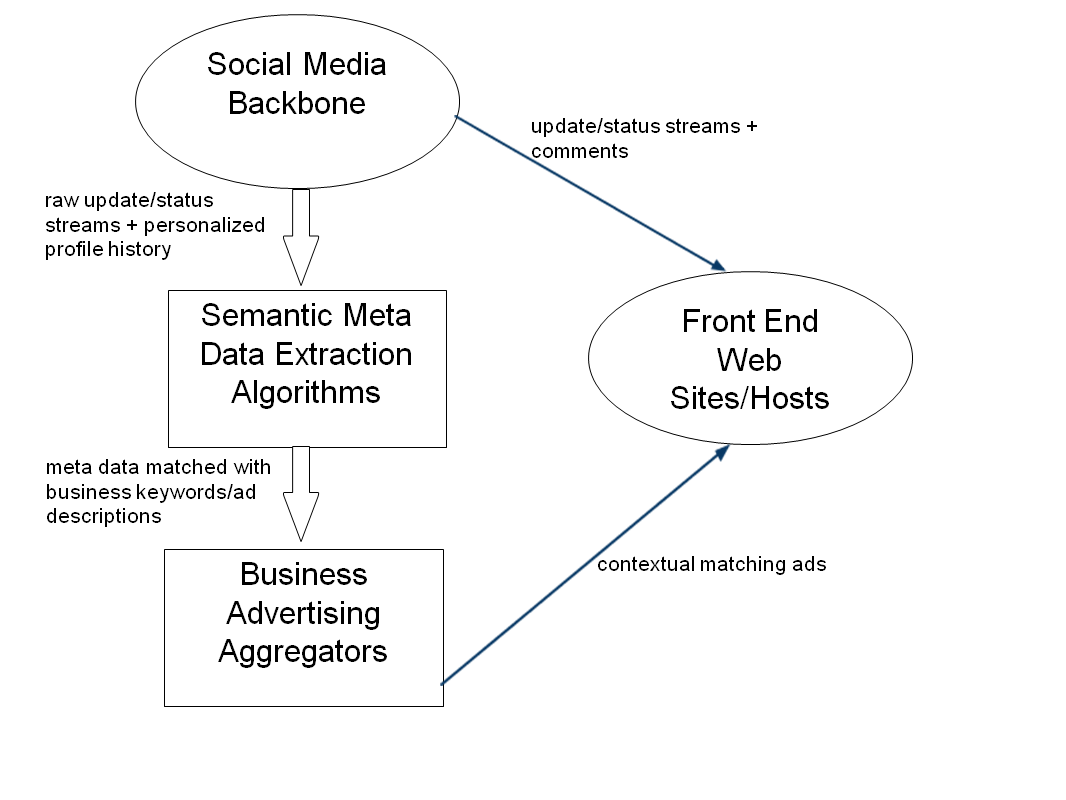 Social Media
Backbone
update/status streams +
comments
raw update/status
streams + personalized
profile history
Semantic Meta
Data Extraction
Algorithms
Front End
Web
Sites/Hosts
meta data matched with
business keywords/ad
descriptions
Business
Advertising
Aggregators
contextual matching ads